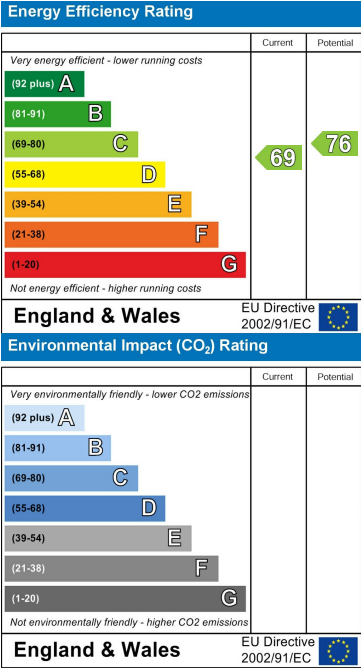 Energy Efficiency Rating
Current Potential
Very energy efficient - lower running costs
(92 plus) A
(81-91) B
(69-80) C
(55-68) D
(39-54) E
(21-38) F
(1-20) G
69 76
Not energy efficient - higher running costs
England & Wales
EU Directive
2002/91/EC
Environmental Impact (CO₂) Rating
Current Potential
Very environmentally friendly - lower CO2 emissions
(92 plus) A
(81-91) B
(69-80) C
(55-68) D
(39-54) E
(21-38) F
(1-20) G
Not environmentally friendly - higher CO2 emissions
England & Wales
EU Directive
2002/91/EC